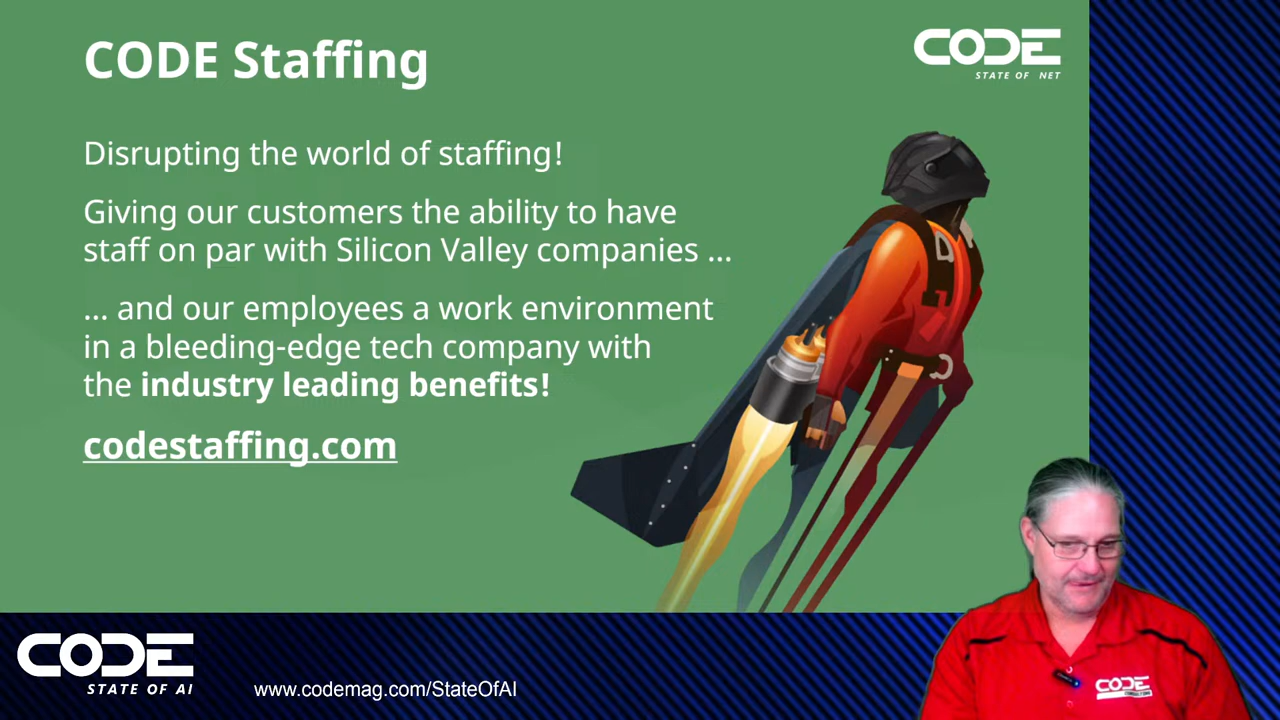 CODE Staffing
CODE
STATE OF NET
Disrupting the world of staffing!
Giving our customers the ability to have
staff on par with Silicon Valley companies ...
... and our employees a work environment
in a bleeding-edge tech company with
the industry leading benefits!
codestaffing.com
CODE
STATE OF AI
www.codemag.com/StateOfAI
CODE